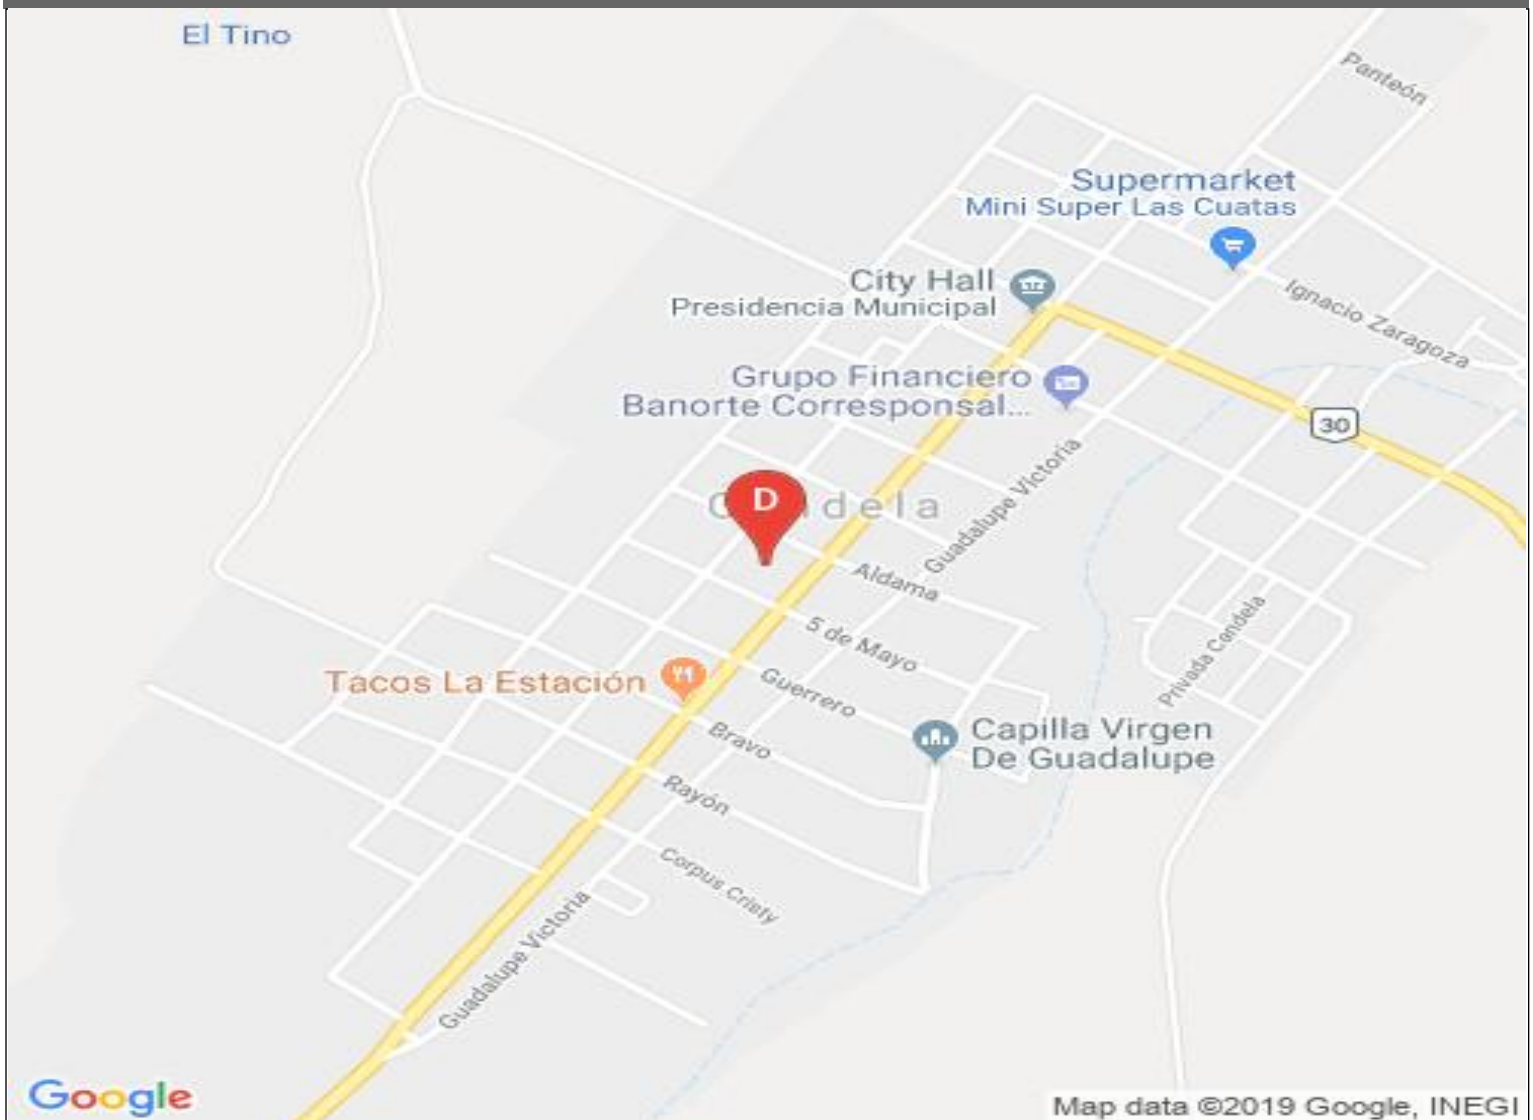 El Tino
Panteón
Supermarket
Mini Super Las Cuatas
City Hall
Presidencia Municipal
Ignacio Zaragoza
Grupo Financiero
Banorte Corresponsal...
30
Guadalupe Victoria
D
dela
Aldama
5 de Mayo
Privada Candela
Tacos La Estación
Guerrero
Capilla Virgen
De Guadalupe
Bravo
Rayón
Corpus Cristy
Guadalupe Victoria
Google
Map data ©2019 Google, INEGI